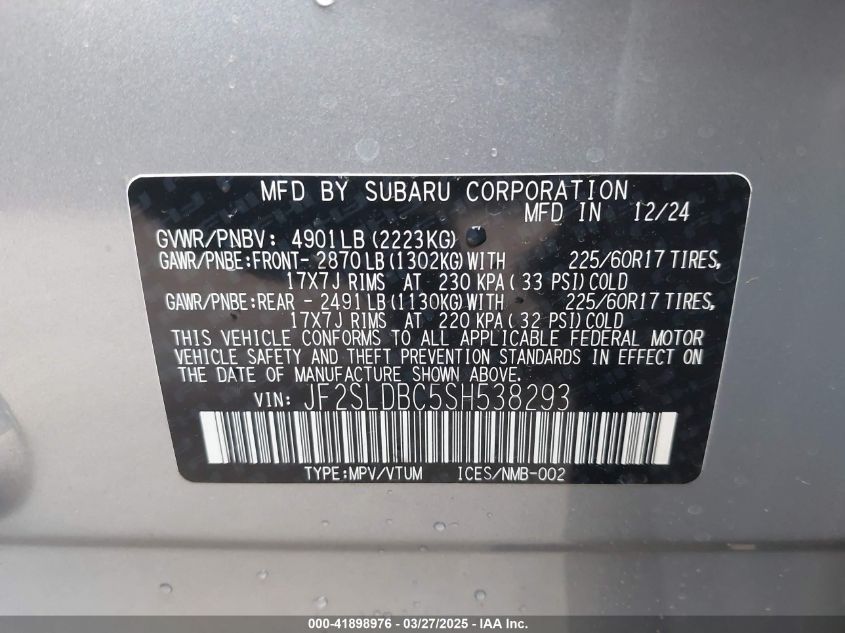 MFD BY SUBARU CORPORATION
MFD IN 12/24
GVWR/PNBV: 4901LB(2223KG)
GAWR/PNBE:FRONT- 2870LB(1302KG)WITH 225/60R17 TIRES,
17X7J RIMS AT 230 KPA( 33 PSI)COLD
GAWR/PNBE:REAR - 2491LB(1130KG)WITH 225/60R17 TIRES,
17X7J RIMS AT 220 KPA( 32 PSI)COLD
THIS VEHICLE CONFORMS TO ALL APPLICABLE FEDERAL MOTOR
VEHICLE SAFETY AND THEFT PREVENTION STANDARDS IN EFFECT ON
THE DATE OF MANUFACTURE SHOWN ABOVE.
VIN: JF2SLDBC5SH538293
TYPE:MPV/VTUM ICES/NMB-002
000-41898976 | 03/27/2025 | IAA Inc.